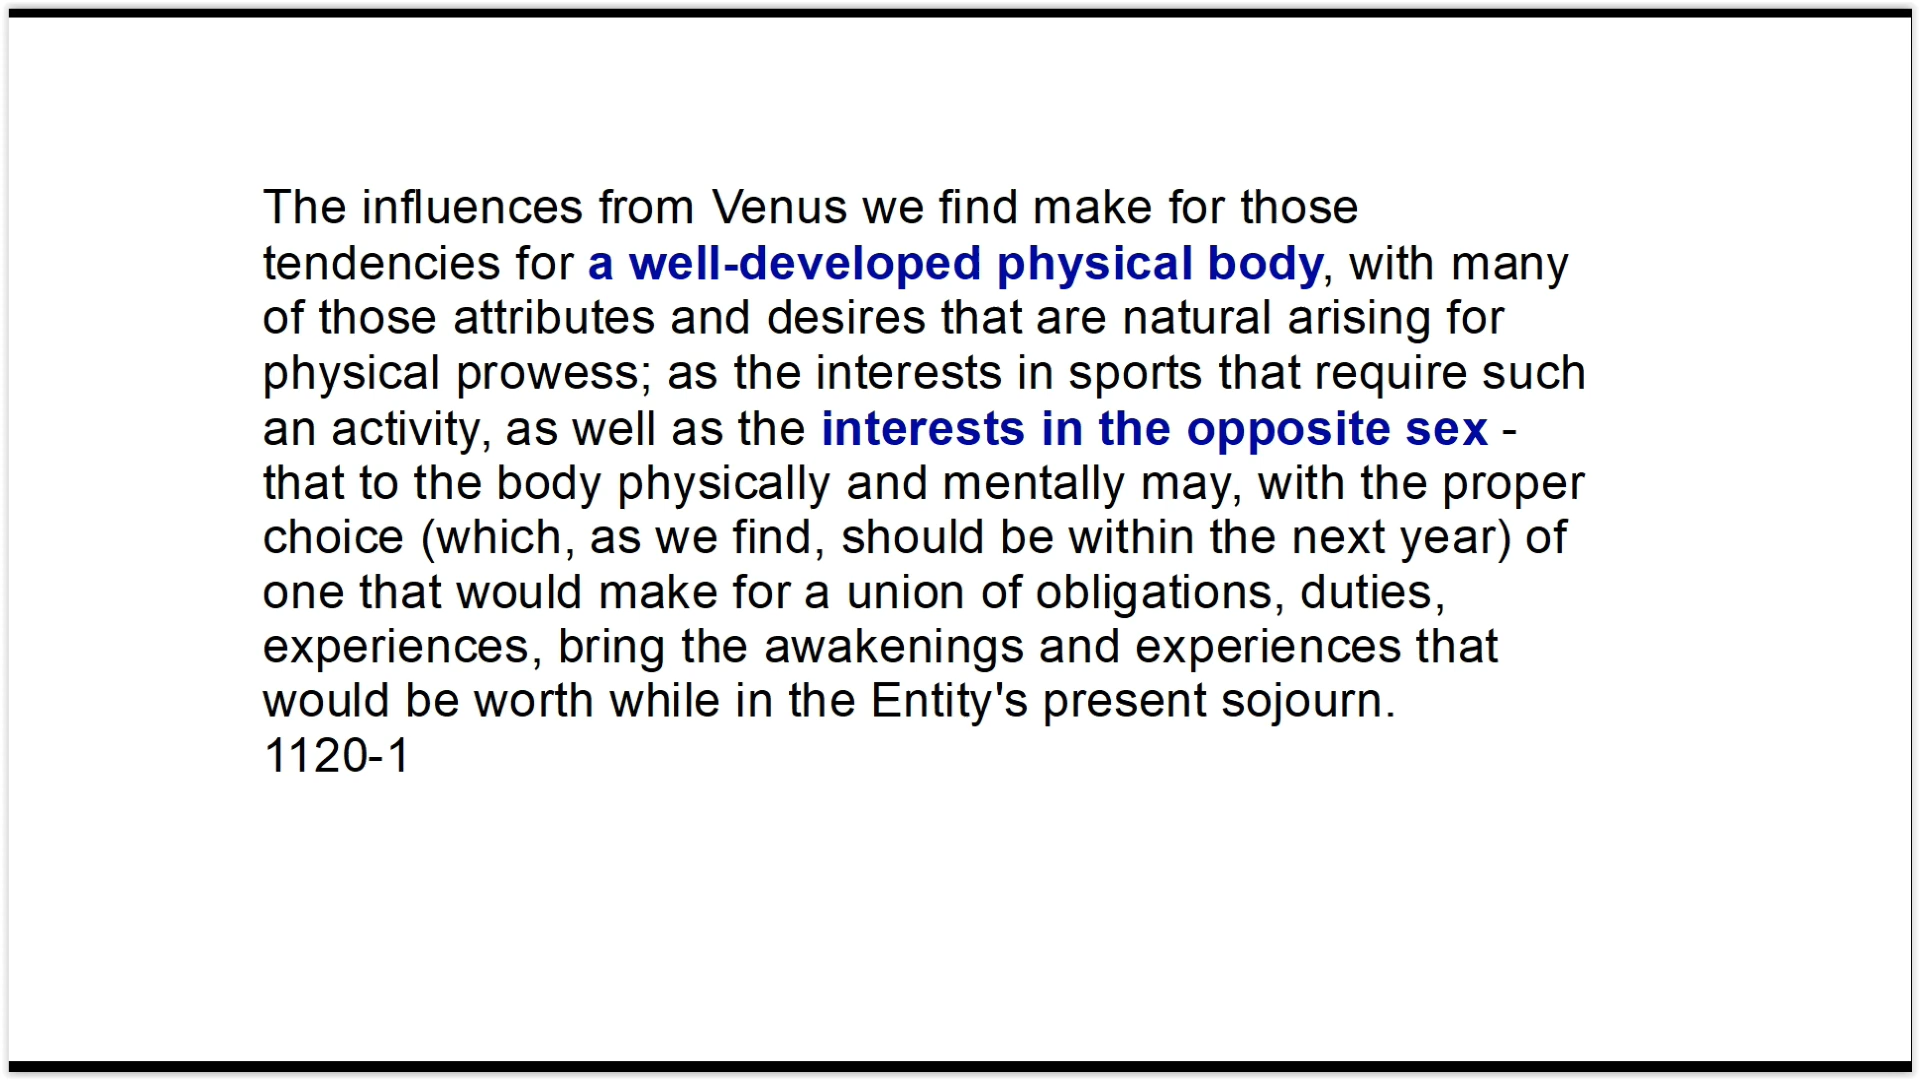 The influences from Venus we find make for those
tendencies for a well-developed physical body, with many
of those attributes and desires that are natural arising for
physical prowess; as the interests in sports that require such
an activity, as well as the interests in the opposite sex -
that to the body physically and mentally may, with the proper
choice (which, as we find, should be within the next year) of
one that would make for a union of obligations, duties,
experiences, bring the awakenings and experiences that
would be worth while in the Entity's present sojourn.
1120-1